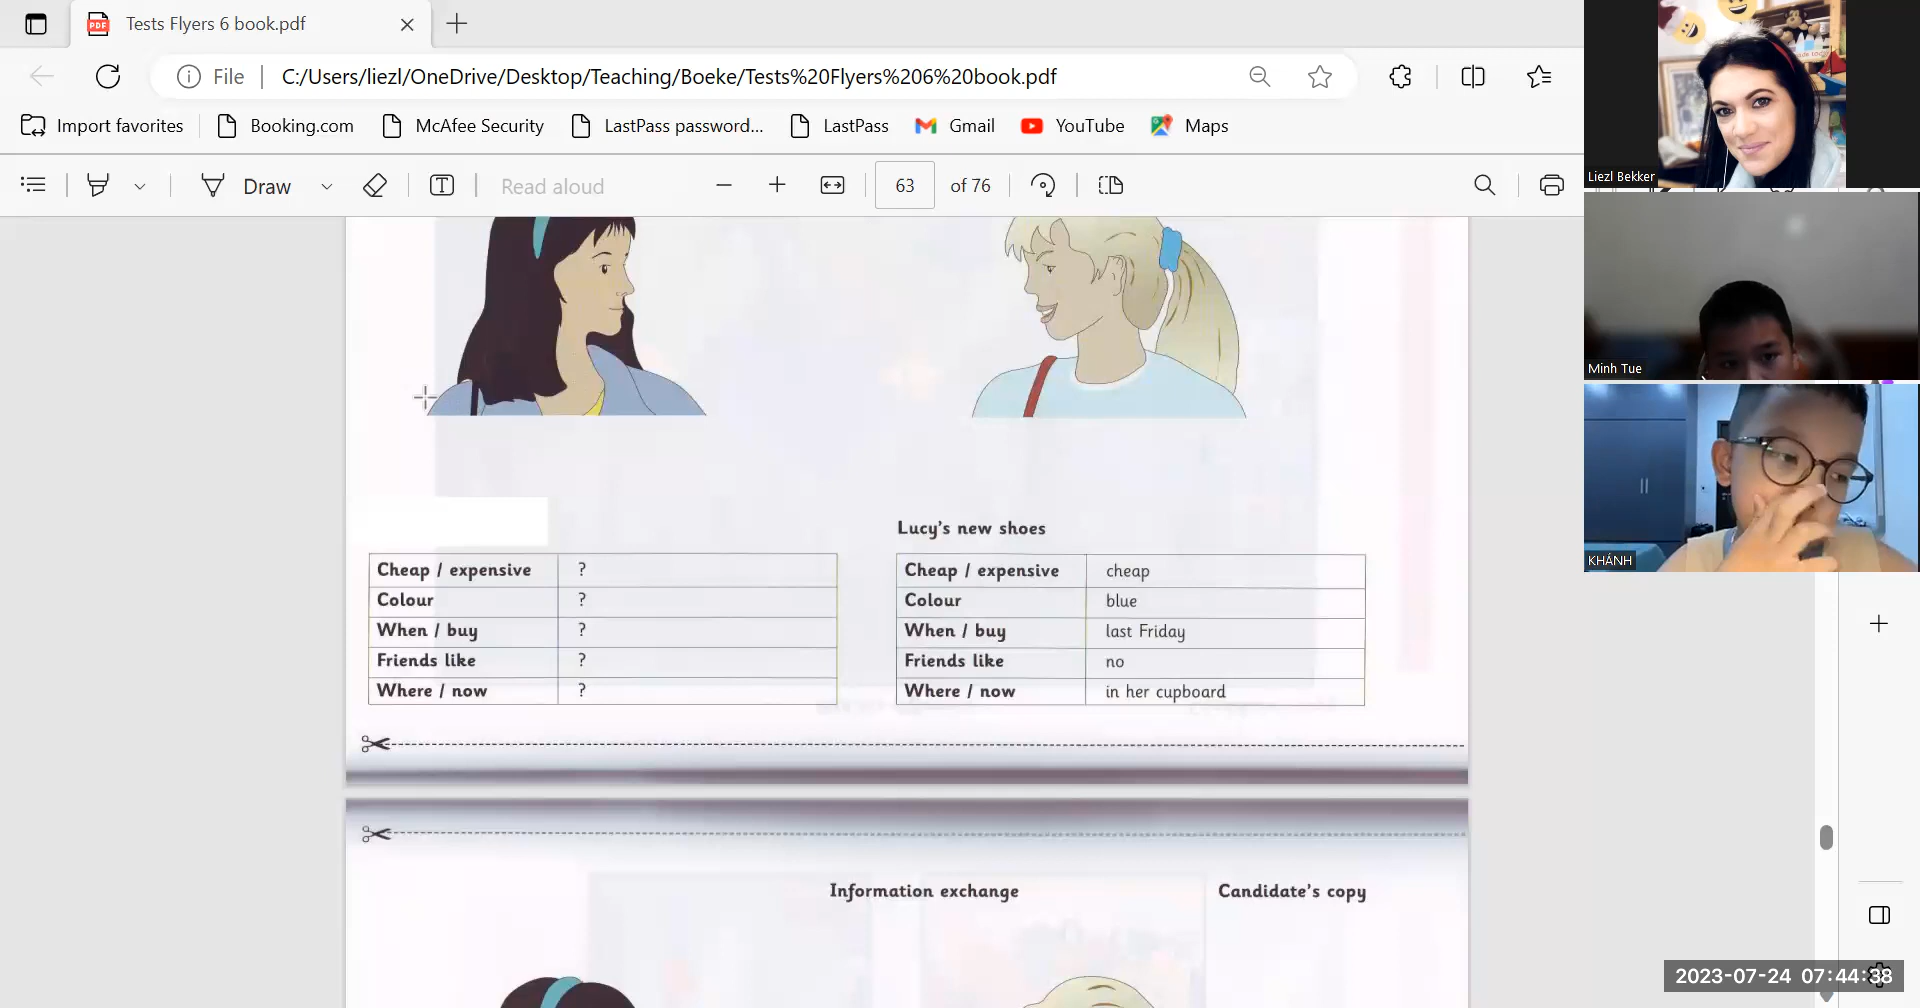 Tests Flyers 6 book.pdf
File
C:/Users/liezl/OneDrive/Desktop/Teaching/Boeke/Tests%20Flyers%206%20book.pdf
Import favorites
Booking.com
McAfee Security
LastPass password...
LastPass
Gmail
YouTube
Maps
Draw
Read aloud
63
of 76
Liezl Bekker
Minh Tue
KHÁNH
Cheap / expensive ?
Colour ?
When / buy ?
Friends like ?
Where / now ?
Lucy's new shoes
Cheap / expensive cheap
Colour blue
When / buy last Friday
Friends like no
Where / now in her cupboard
Information exchange
Candidate's copy
2023-07-24 07:44:38